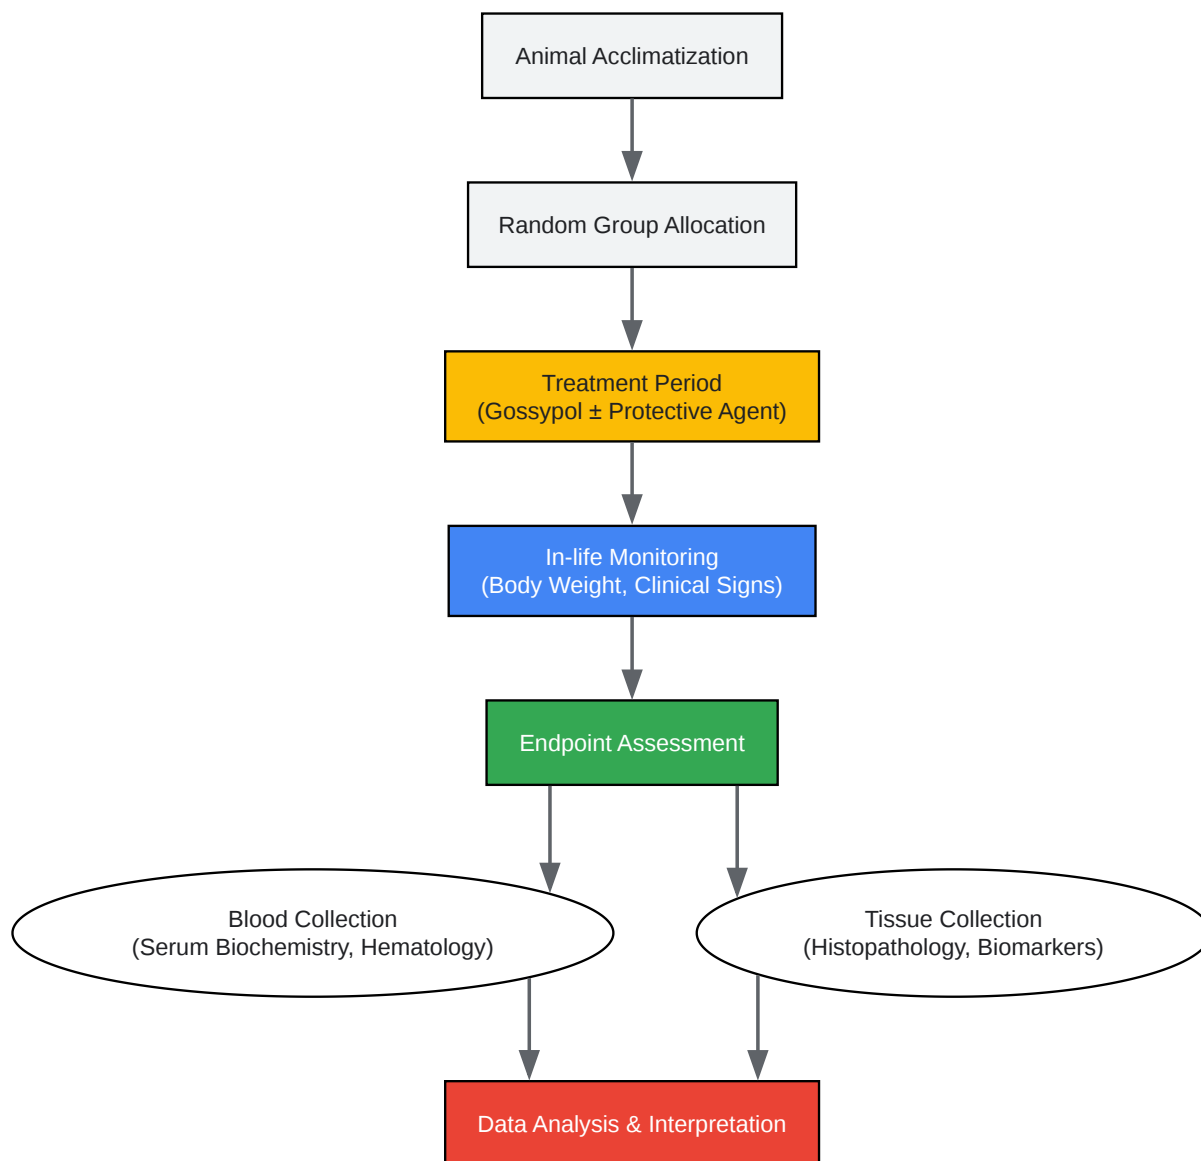 Animal Acclimatization
Random Group Allocation
Treatment Period
(Gossypol ± Protective Agent)
In-life Monitoring
(Body Weight, Clinical Signs)
Endpoint Assessment
Blood Collection
(Serum Biochemistry, Hematology)
Tissue Collection
(Histopathology, Biomarkers)
Data Analysis & Interpretation